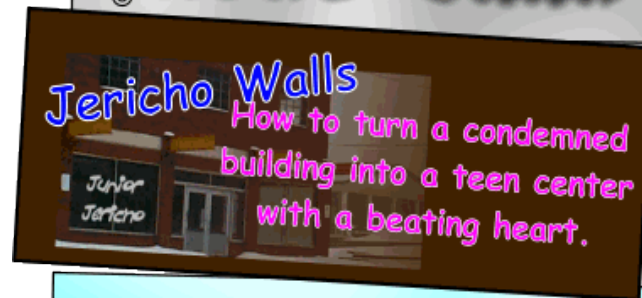 Jericho Walls
How to turn a condemned
building into a teen center
with a beating heart.
Junior
Jericho